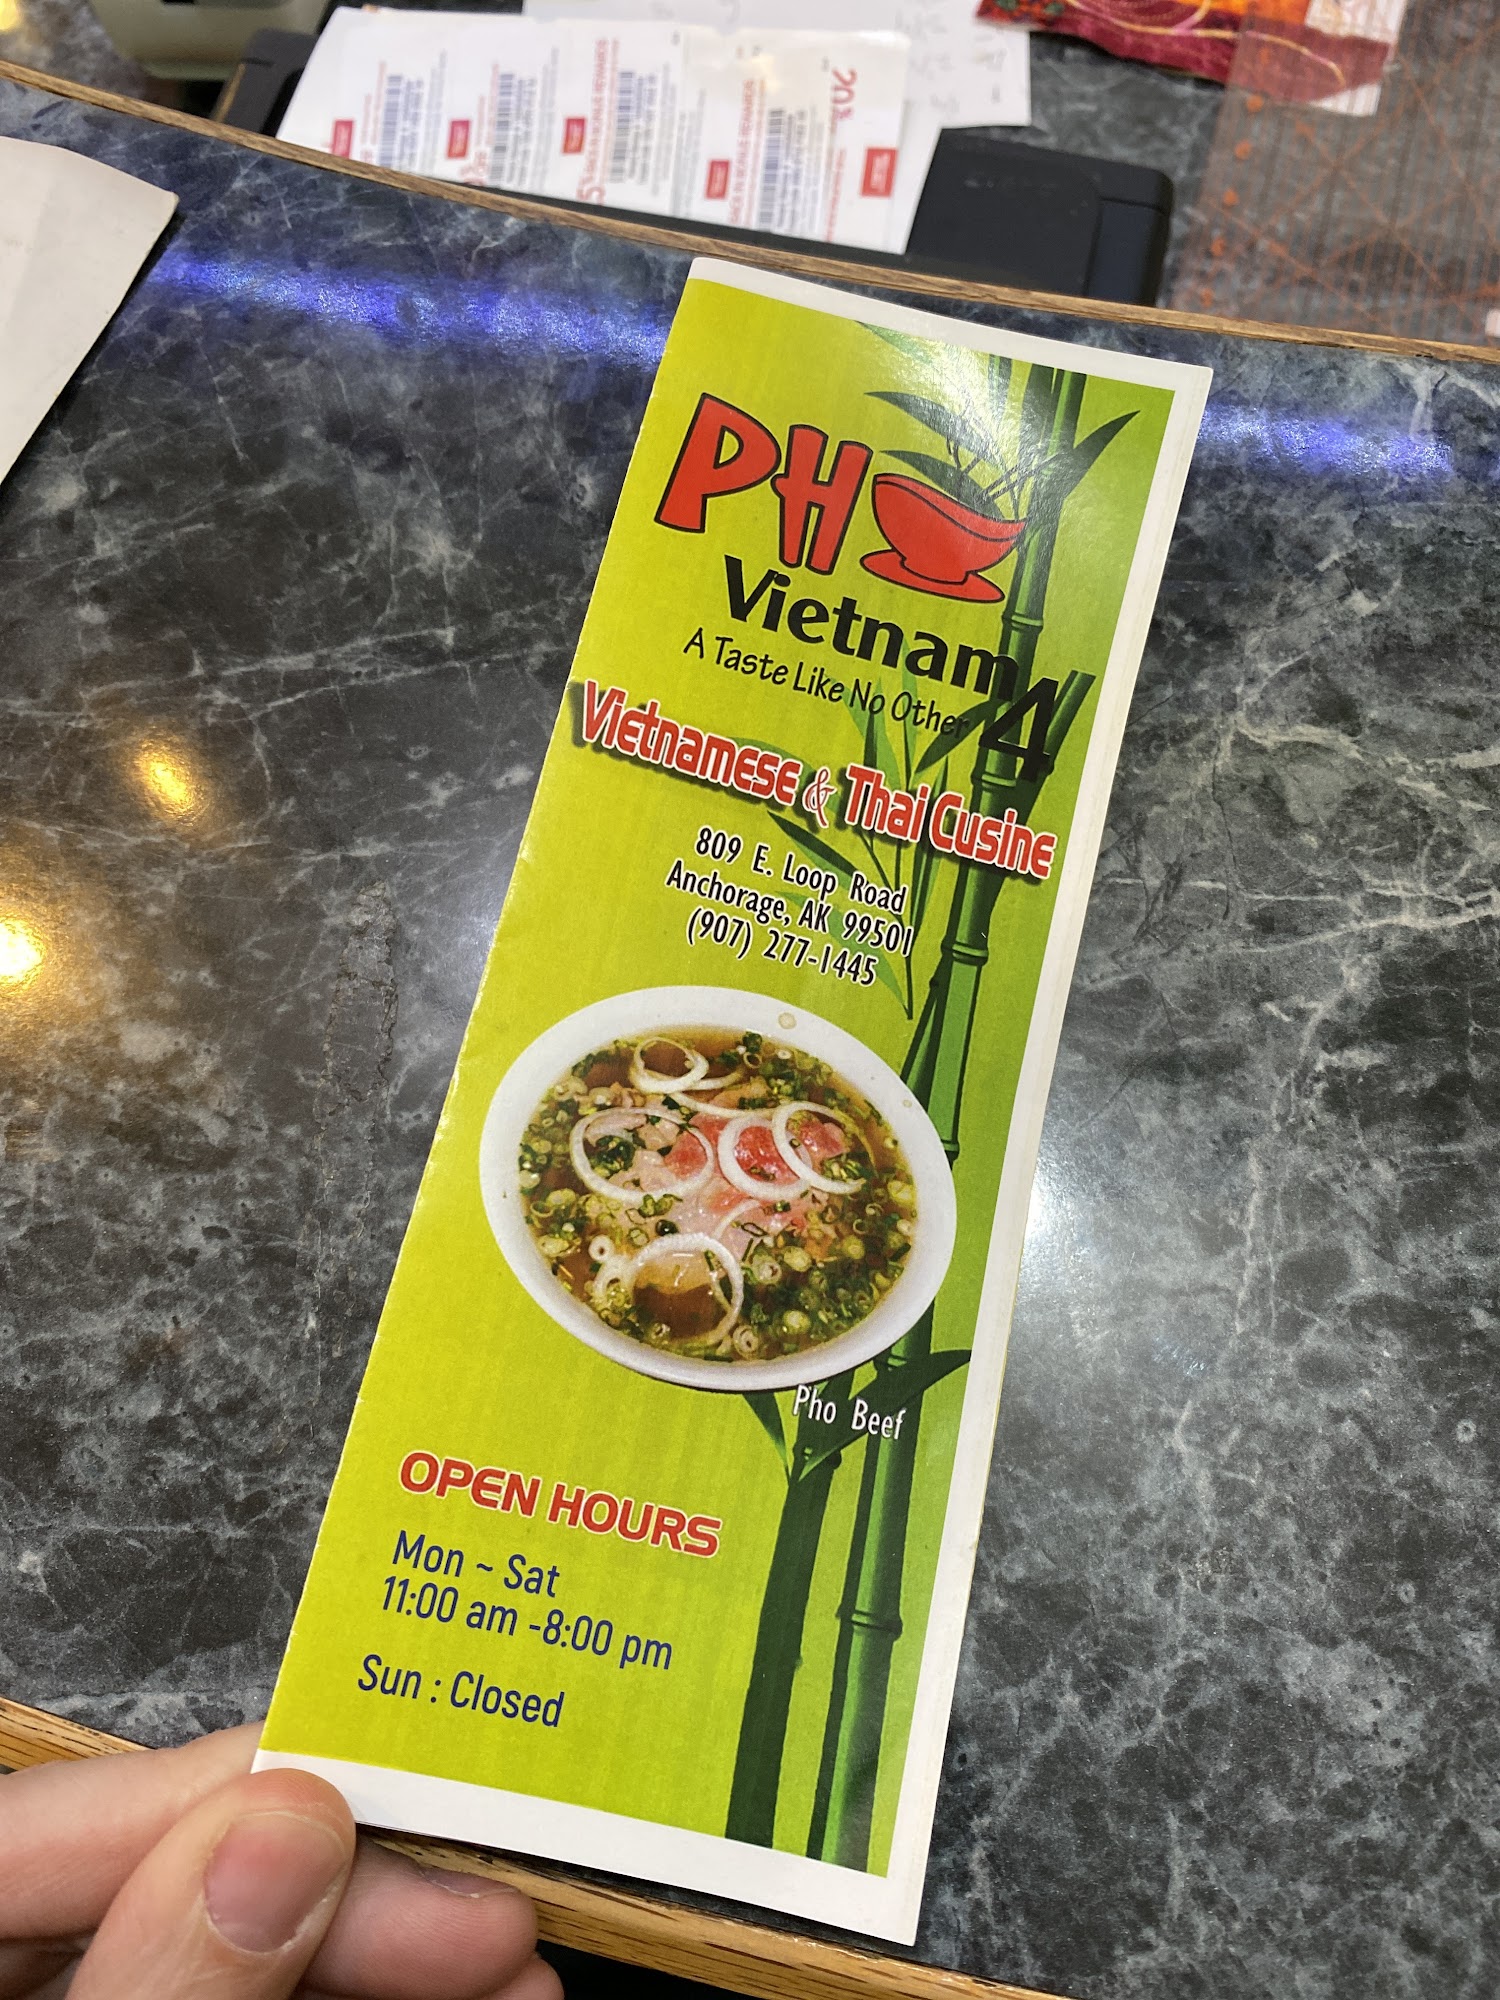 PHO
Vietnam 4
A Taste Like No Other
Vietnamese & Thai Cusine
809 E. Loop Road
Anchorage, AK 99501
(907) 277-1445
Pho Beef
OPEN HOURS
Mon ~ Sat
11:00 am -8:00 pm
Sun : Closed